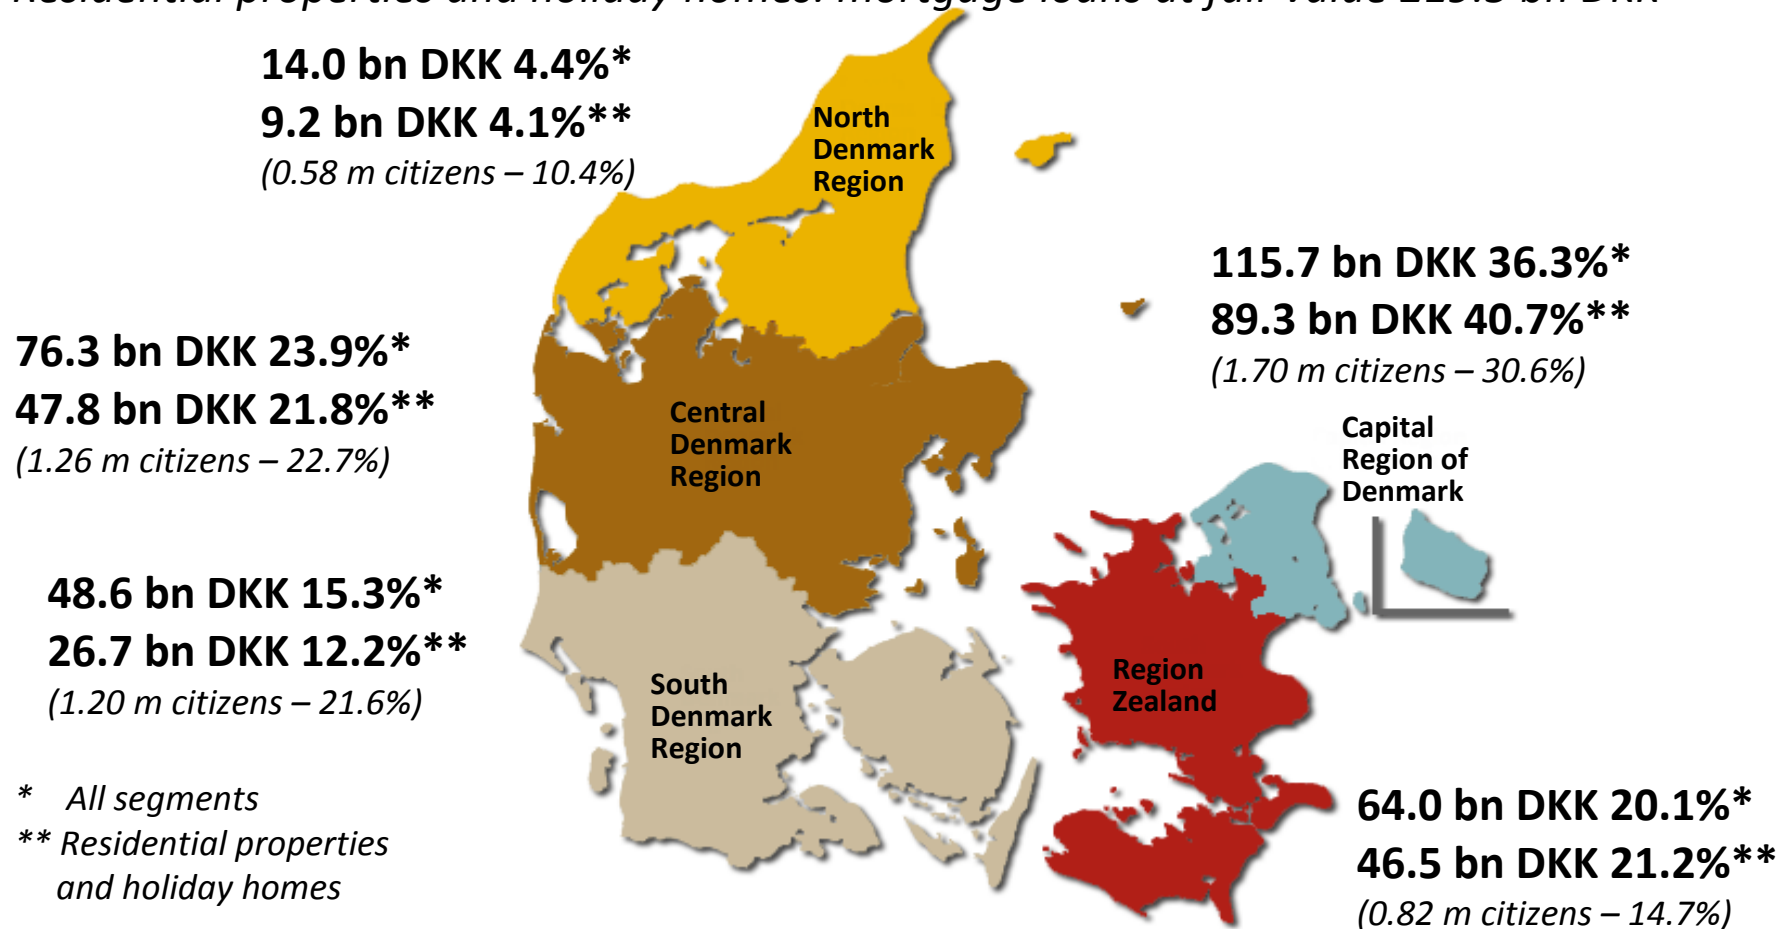 14.0 bn DKK 4.4%*
9.2 bn DKK 4.1%**
(0.58 m citizens – 10.4%)
North
Denmark
Region
115.7 bn DKK 36.3%*
89.3 bn DKK 40.7%**
(1.70 m citizens – 30.6%)
76.3 bn DKK 23.9%*
47.8 bn DKK 21.8%**
(1.26 m citizens – 22.7%)
Central
Denmark
Region
Capital
Region of
Denmark
48.6 bn DKK 15.3%*
26.7 bn DKK 12.2%**
(1.20 m citizens – 21.6%)
South
Denmark
Region
Region
Zealand
* All segments
** Residential properties
and holiday homes
64.0 bn DKK 20.1%*
46.5 bn DKK 21.2%**
(0.82 m citizens – 14.7%)